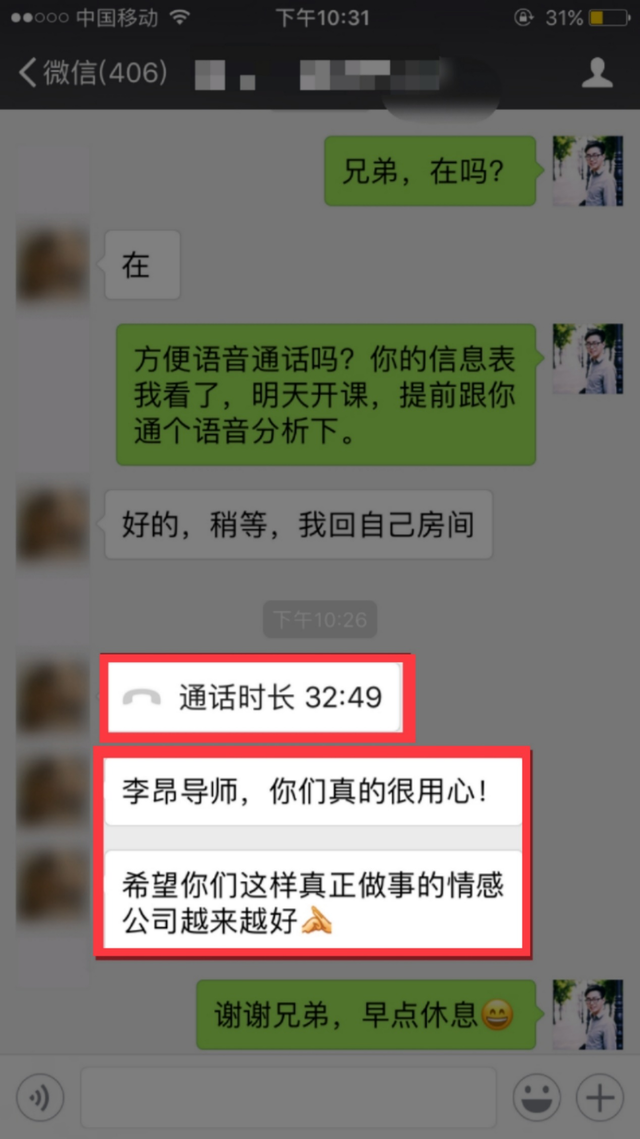 中国移动
下午10:31
31%
微信(406)
兄弟，在吗？
在
方便语音通话吗？你的信息表
我看了，明天开课，提前跟你
通个语音分析下。
好的，稍等，我回自己房间
下午10:26
通话时长 32:49
李昂导师，你们真的很用心！
希望你们这样真正做事的情感
公司越来越好
谢谢兄弟，早点休息